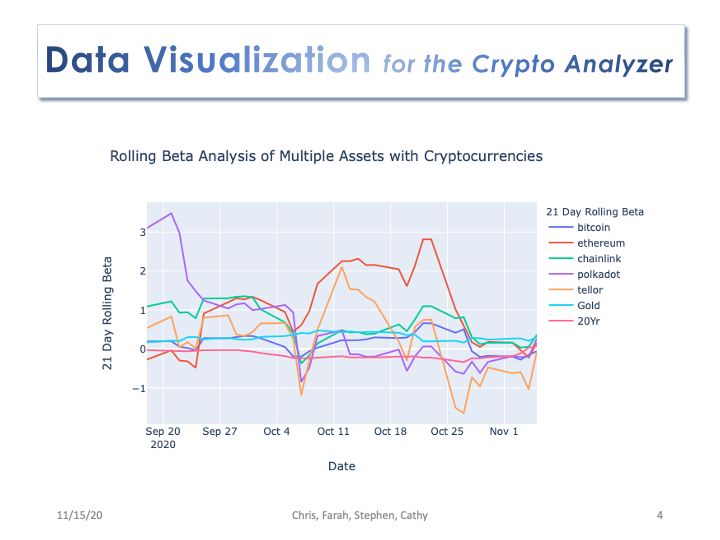 Data Visualization for the Crypto Analyzer
Rolling Beta Analysis of Multiple Assets with Cryptocurrencies
21 Day Rolling Beta
3
2
1
0
−1
Sep 20
2020
Sep 27
Oct 4
Oct 11
Oct 18
Oct 25
Nov 1
Date
21 Day Rolling Beta
bitcoin
ethereum
chainlink
polkadot
tellor
Gold
20Yr
11/15/20
Chris, Farah, Stephen, Cathy
4